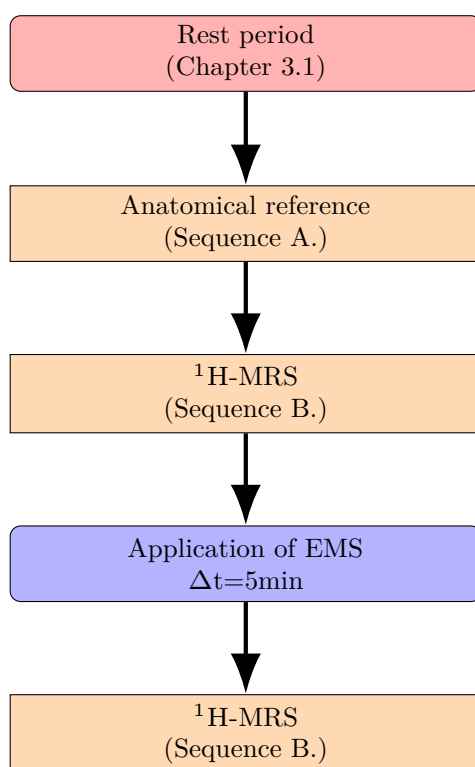 Rest period
(Chapter 3.1)
Anatomical reference
(Sequence A.)
¹H-MRS
(Sequence B.)
Application of EMS
Δt=5min
¹H-MRS
(Sequence B.)